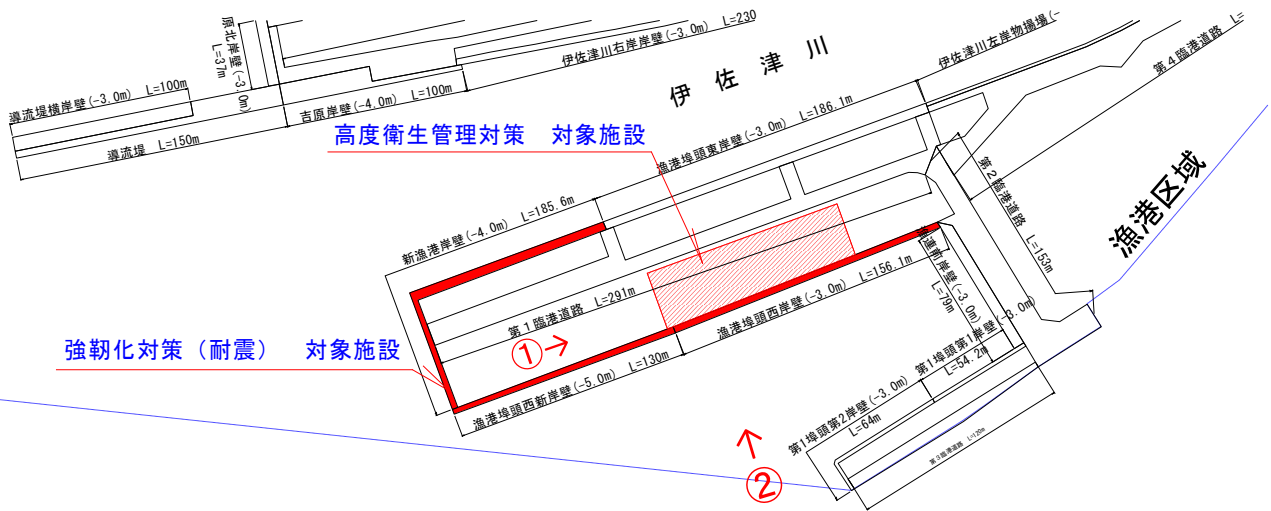 原北岸壁(-3.0m)
L=37m
伊佐津川右岸岸壁(-3.0m) L=230
伊佐津川左岸物揚場(-
第4臨港道路 L=
伊佐津川
導流堤横岸壁(-3.0m) L=100m
吉原岸壁(-4.0m) L=100m
導流堤 L=150m
高度衛生管理対策 対象施設
漁港埠頭東岸壁(-3.0m) L=186.1m
第2臨港道路 L=153m
漁港区域
新漁港岸壁(-4.0m) L=185.6m
第1臨港道路 L=291m
漁港埠頭西岸壁(-3.0m) L=156.1m
連前岸壁(-3.0m)
L=79m
強靭化対策（耐震） 対象施設
①→
漁港埠頭西新岸壁(-5.0m) L=130m
第1埠頭第1岸壁(-3.0m)
L=54.2m
第1埠頭第2岸壁(-3.0m)
L=64m
↑
②